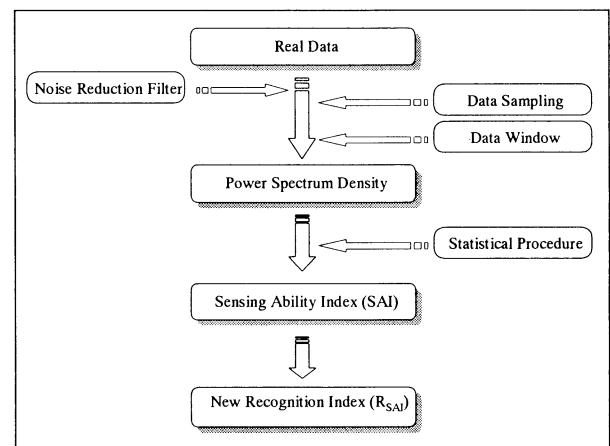 Real Data
Noise Reduction Filter
Data Sampling
Data Window
Power Spectrum Density
Statistical Procedure
Sensing Ability Index (SAI)
New Recognition Index (R_SAI)